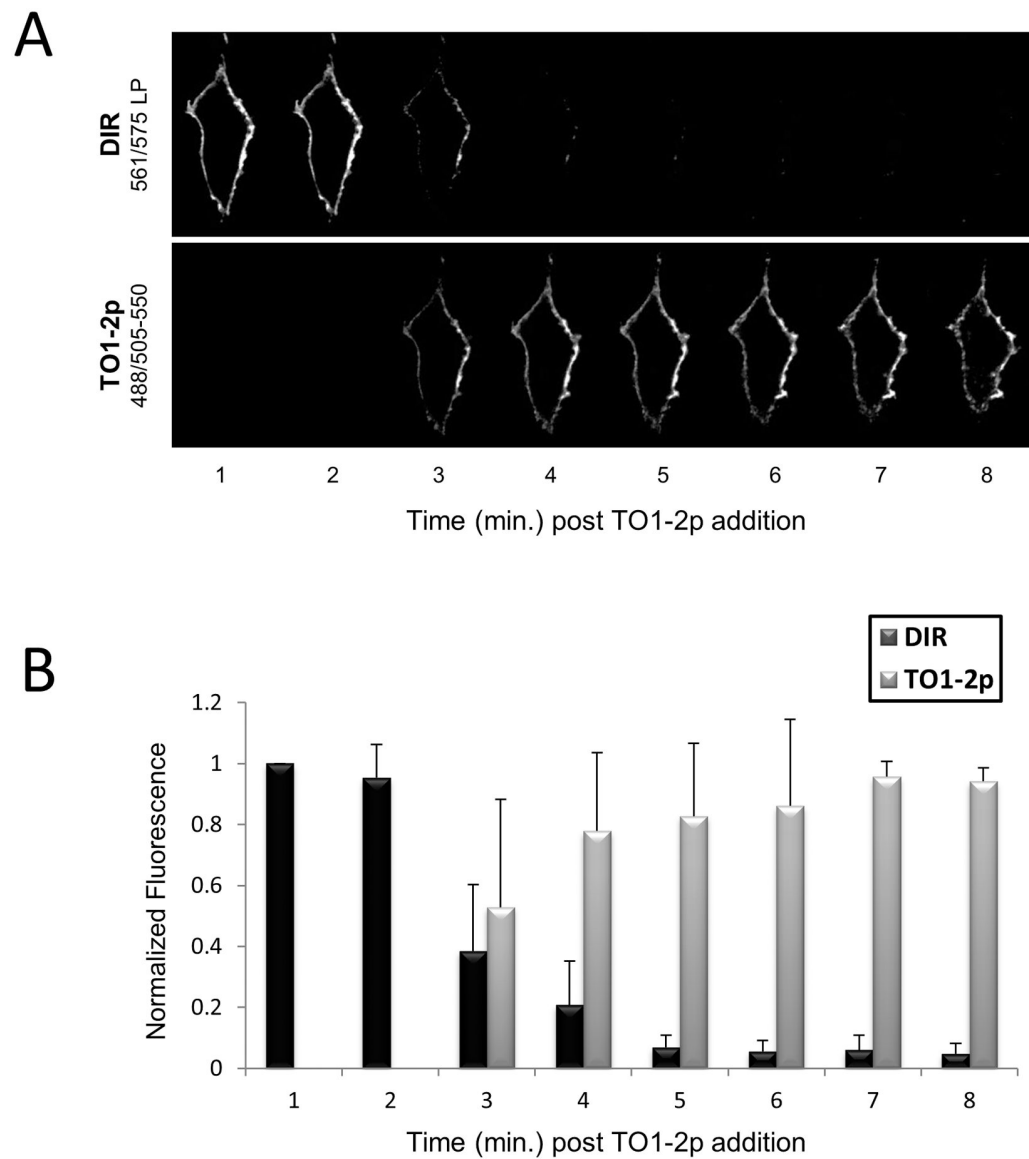 A
DIR
561/575 LP
TO1-2p
488/505-550
1 2 3 4 5 6 7 8
Time (min.) post TO1-2p addition
B
DIR
TO1-2p
Normalized Fluorescence
1.2
1
0.8
0.6
0.4
0.2
0
1 2 3 4 5 6 7 8
Time (min.) post TO1-2p addition